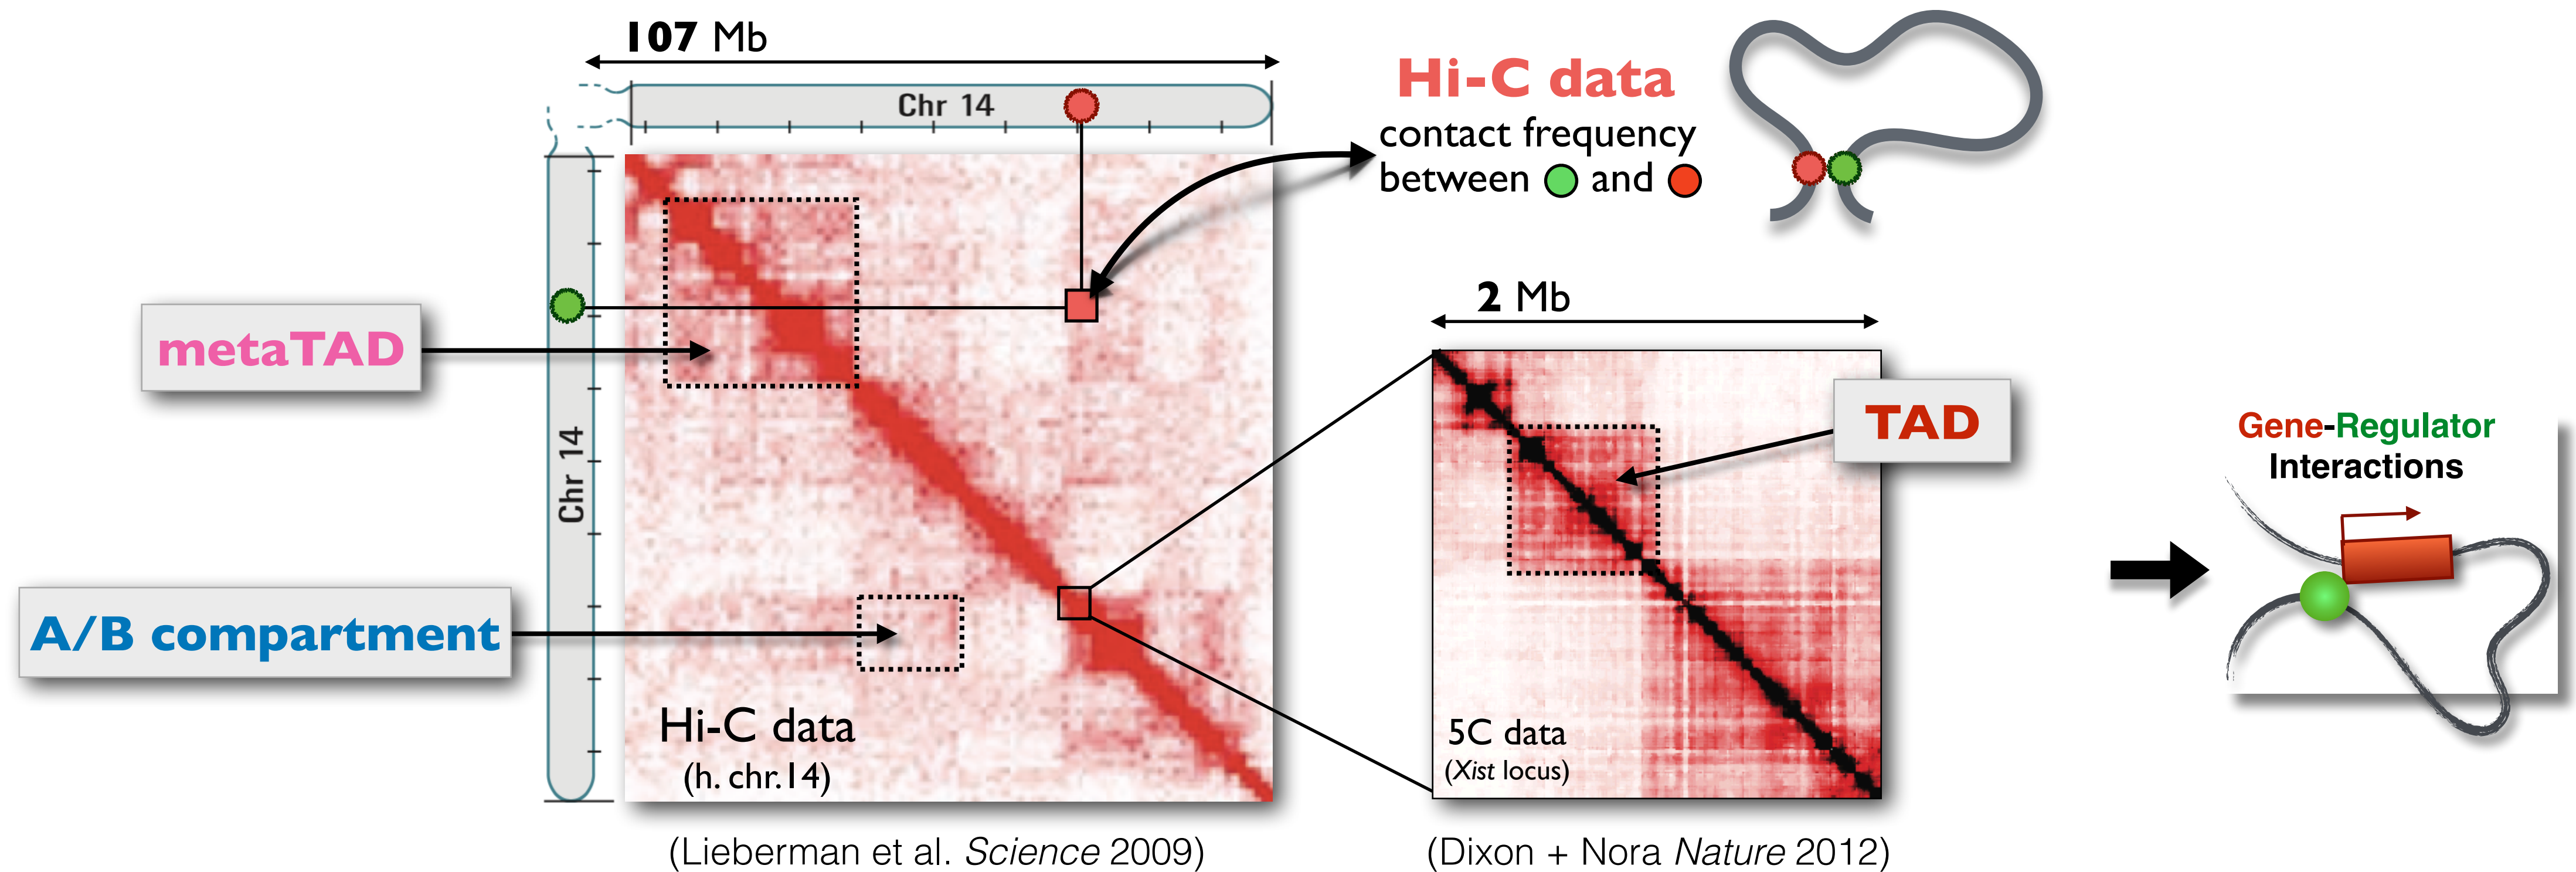 107 Mb
Chr 14
Hi-C data
contact frequency
between and
metaTAD
2 Mb
TAD
Gene-Regulator
Interactions
Chr 14
A/B compartment
Hi-C data
(h. chr.14)
5C data
(Xist locus)
(Lieberman et al. Science 2009)
(Dixon + Nora Nature 2012)